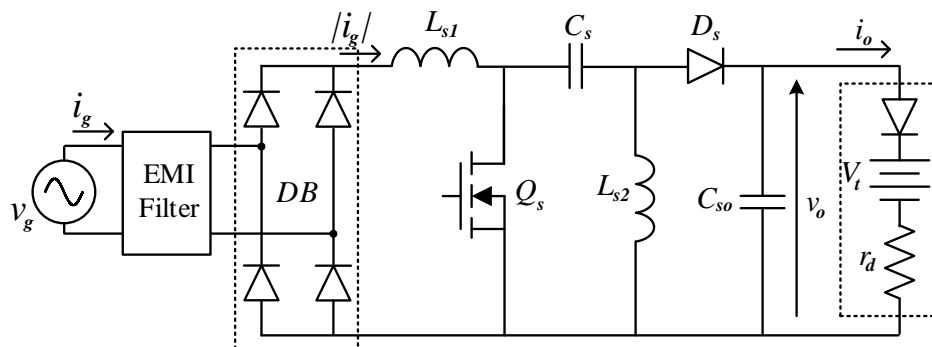 |i_g|
L_s1
C_s
D_s
i_o
i_g
EMI
Filter
DB
v_g
Q_s
L_s2
C_so
v_o
V_t
r_d